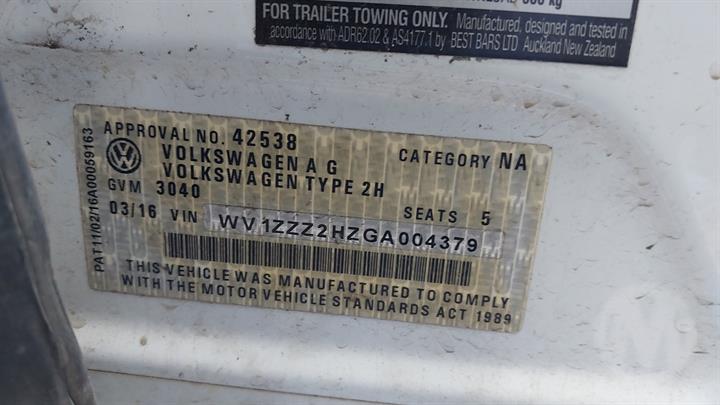 FOR TRAILER TOWING ONLY. Manufactured, designed and tested in
accordance with ADR62.02 & AS4177.1 by BEST BARS LTD Auckland New Zealand
APPROVAL NO. 42538
VOLKSWAGEN A G CATEGORY NA
VOLKSWAGEN TYPE 2H
GVM 3040
03/16 VIN WV1ZZZ2HZGA004379 SEATS 5
THIS VEHICLE WAS MANUFACTURED TO COMPLY
WITH THE MOTOR VEHICLE STANDARDS ACT 1989
PAT11/02/16A00059163